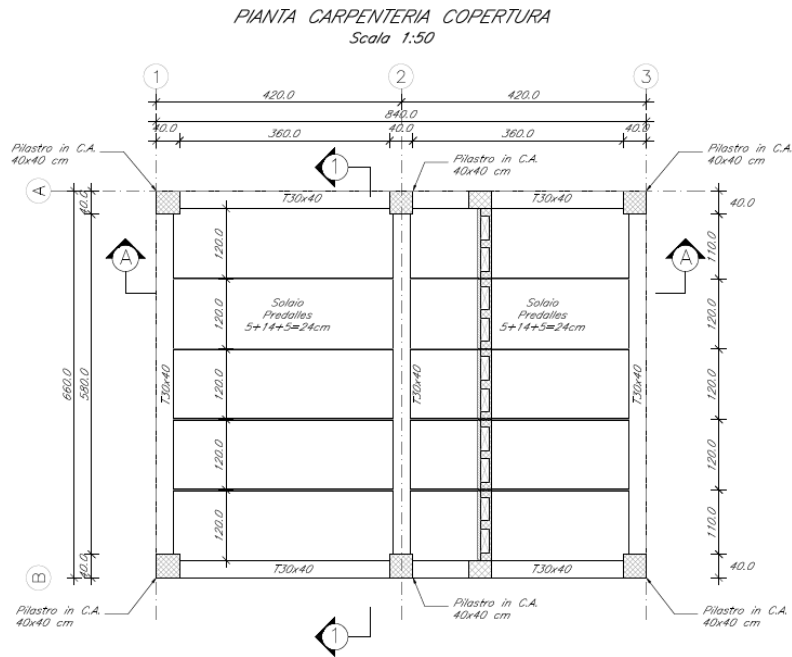 PIANTA CARPENTERIA COPERTURA
Scala 1:50
1
2
3
420.0
420.0
840.0
40.0
360.0
40.0
360.0
40.0
Pilastro in C.A.
40x40 cm
1
Pilastro in C.A.
40x40 cm
Pilastro in C.A.
40x40 cm
A
T30x40
T30x40
40.0
40.0
120.0
110.0
A
A
Solaio
Predalles
5+14+5=24cm
Solaio
Predalles
5+14+5=24cm
120.0
120.0
660.0
580.0
T30x40
120.0
T30x40
T30x40
120.0
120.0
120.0
120.0
110.0
B
40.0
T30x40
T30x40
40.0
Pilastro in C.A.
40x40 cm
1
Pilastro in C.A.
40x40 cm
Pilastro in C.A.
40x40 cm